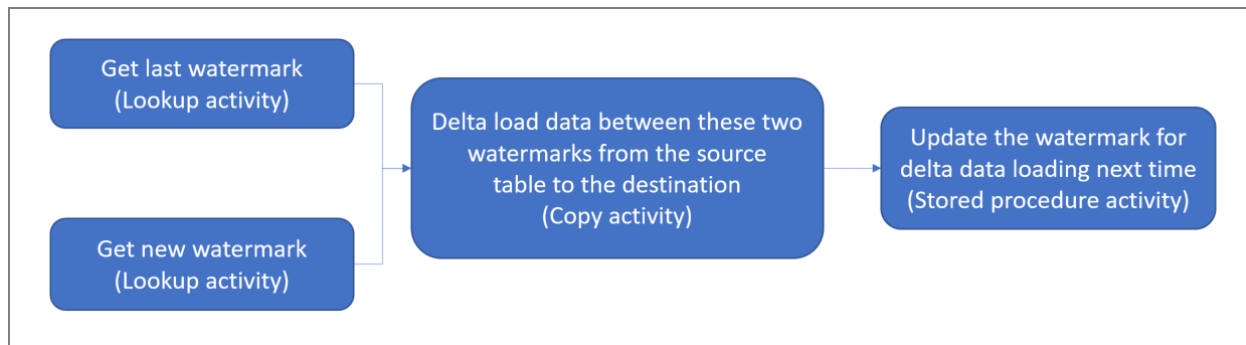 Get last watermark
(Lookup activity)
Get new watermark
(Lookup activity)
Delta load data between these two
watermarks from the source
table to the destination
(Copy activity)
Update the watermark for
delta data loading next time
(Stored procedure activity)